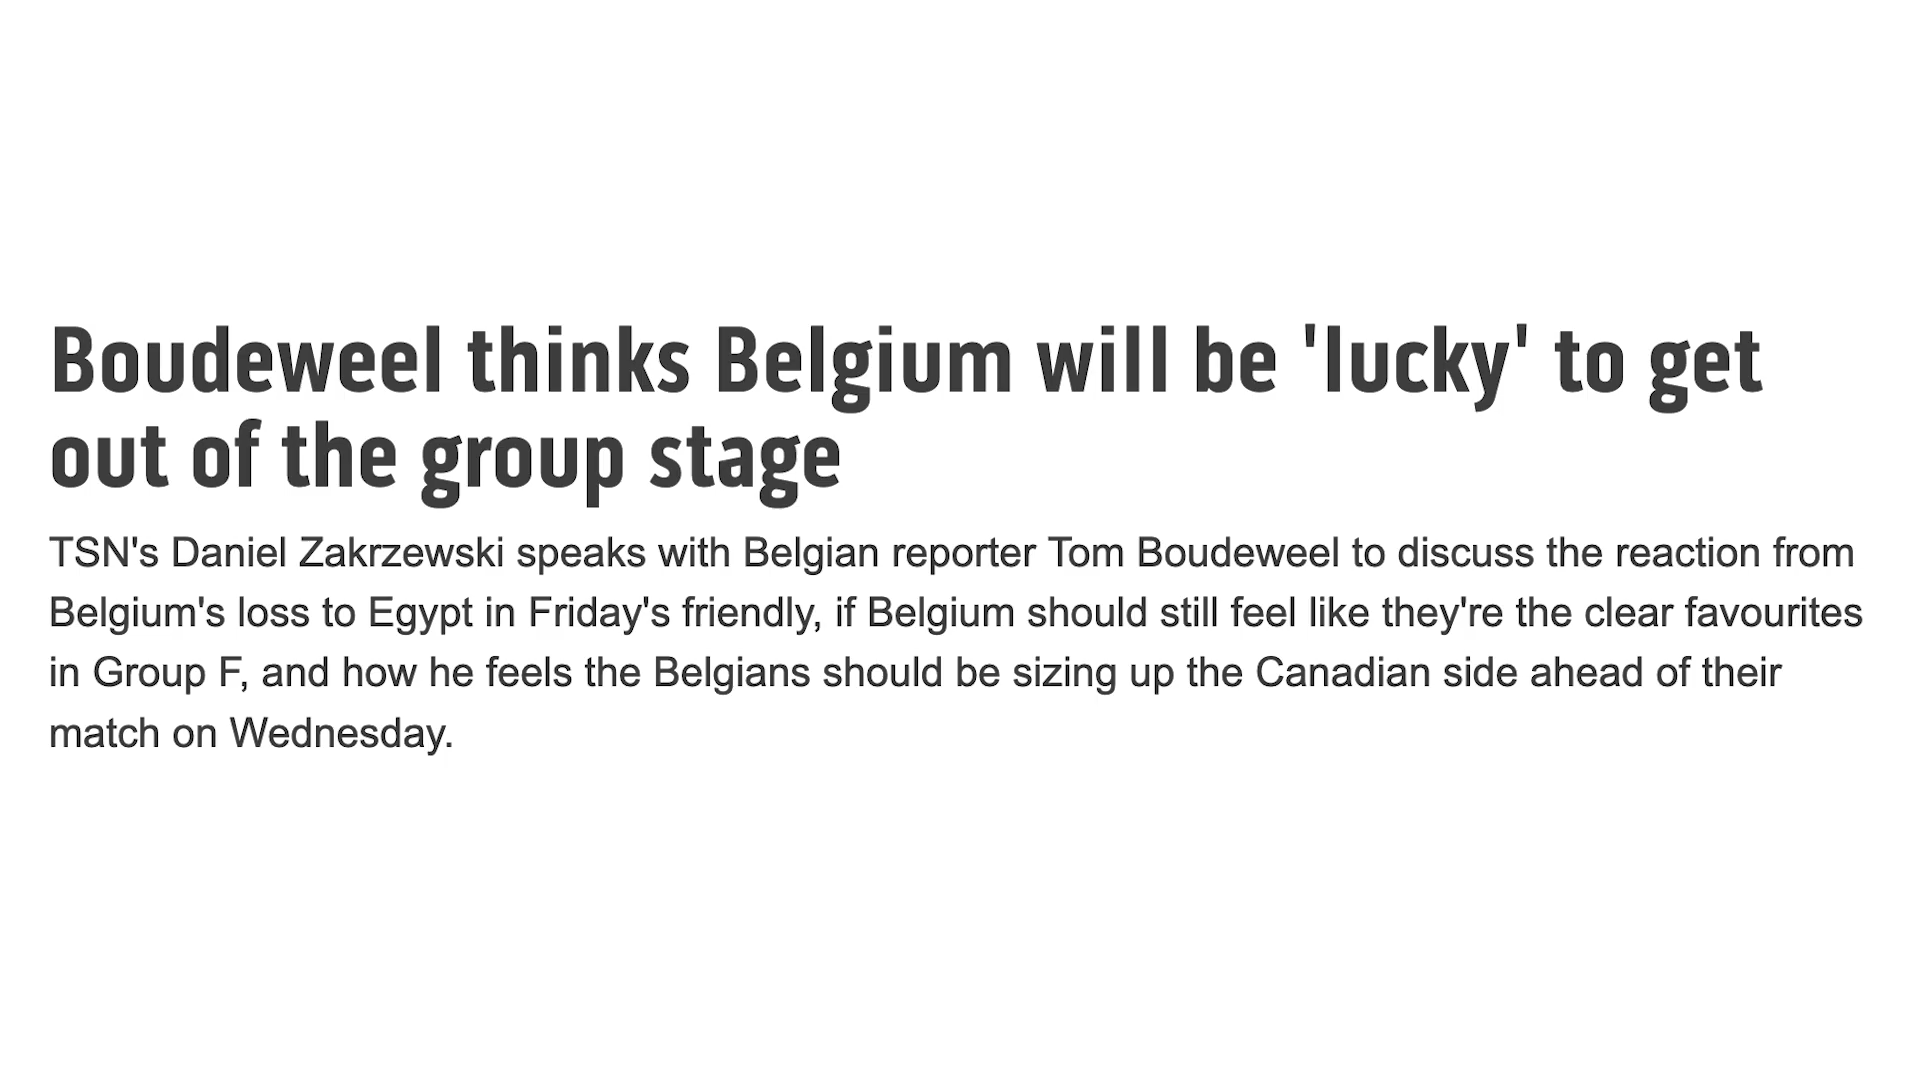 Boudeweel thinks Belgium will be 'lucky' to get
out of the group stage
TSN's Daniel Zakrzewski speaks with Belgian reporter Tom Boudeweel to discuss the reaction from
Belgium's loss to Egypt in Friday's friendly, if Belgium should still feel like they're the clear favourites
in Group F, and how he feels the Belgians should be sizing up the Canadian side ahead of their
match on Wednesday.